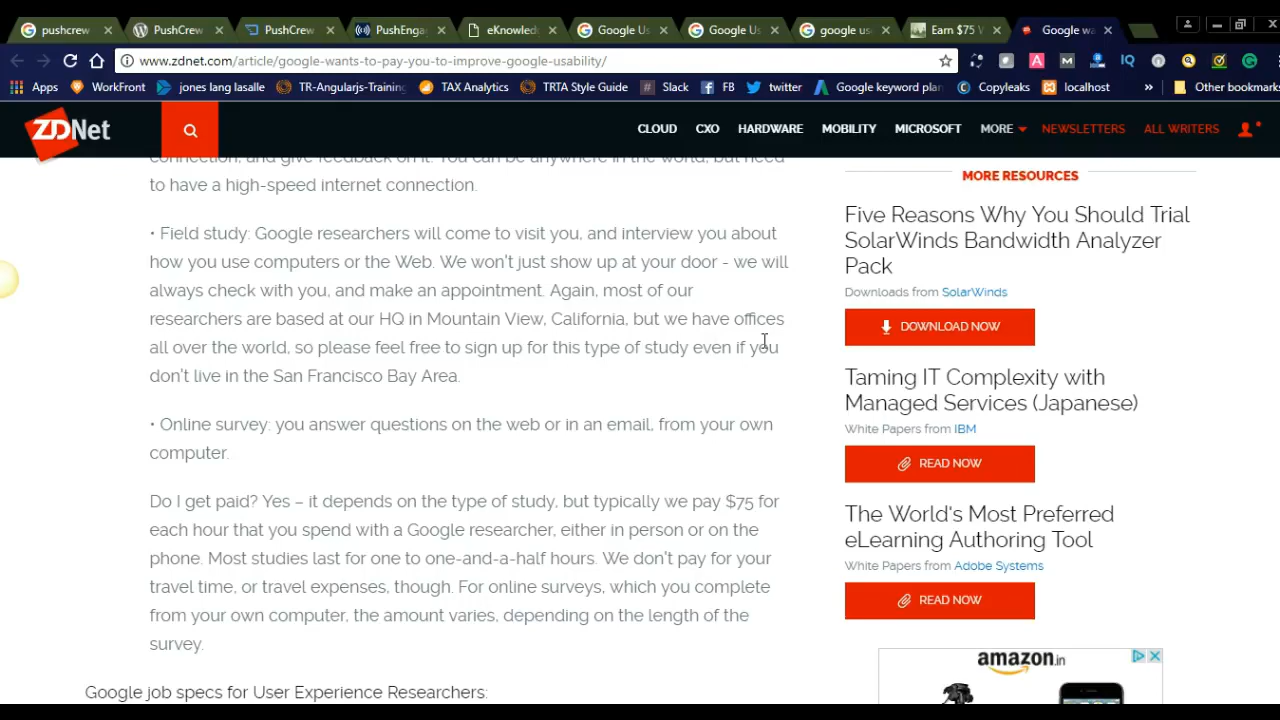 pushcrew
PushCrew
PushCrew
PushEnga
eKnowled
Google Us
Google Us
google use
Earn $75 V
Google wa
www.zdnet.com/article/google-wants-to-pay-you-to-improve-google-usability/
Apps
WorkFront
jones lang lasalle
TR-Angularjs-Training
TAX Analytics
TRTA Style Guide
Slack
FB
twitter
Google keyword plan
Copyleaks
localhost
»
Other bookmarks
ZDNet
CLOUD
CXO
HARDWARE
MOBILITY
MICROSOFT
MORE
NEWSLETTERS
ALL WRITERS
connection, and give feedback on it. You can be anywhere in the world, but need
to have a high-speed internet connection.
• Field study: Google researchers will come to visit you, and interview you about
how you use computers or the Web. We won't just show up at your door - we will
always check with you, and make an appointment. Again, most of our
researchers are based at our HQ in Mountain View, California, but we have offices
all over the world, so please feel free to sign up for this type of study even if you
don't live in the San Francisco Bay Area.
• Online survey: you answer questions on the web or in an email, from your own
computer.
Do I get paid? Yes – it depends on the type of study, but typically we pay $75 for
each hour that you spend with a Google researcher, either in person or on the
phone. Most studies last for one to one-and-a-half hours. We don't pay for your
travel time, or travel expenses, though. For online surveys, which you complete
from your own computer, the amount varies, depending on the length of the
survey.
Google job specs for User Experience Researchers:
MORE RESOURCES
Five Reasons Why You Should Trial
SolarWinds Bandwidth Analyzer
Pack
Downloads from SolarWinds
DOWNLOAD NOW
Taming IT Complexity with
Managed Services (Japanese)
White Papers from IBM
READ NOW
The World's Most Preferred
eLearning Authoring Tool
White Papers from Adobe Systems
READ NOW
amazon.in